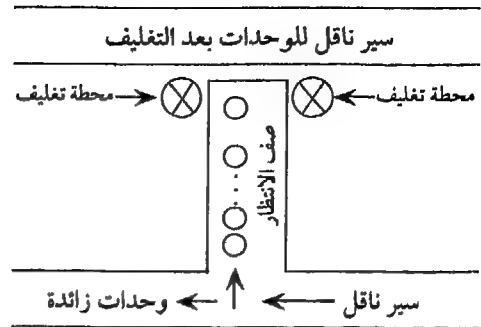 سير ناقل للوحدات بعد التغليف
محطة تغليف
محطة تغليف
صف الانتظار
سير ناقل
وحدات زائدة